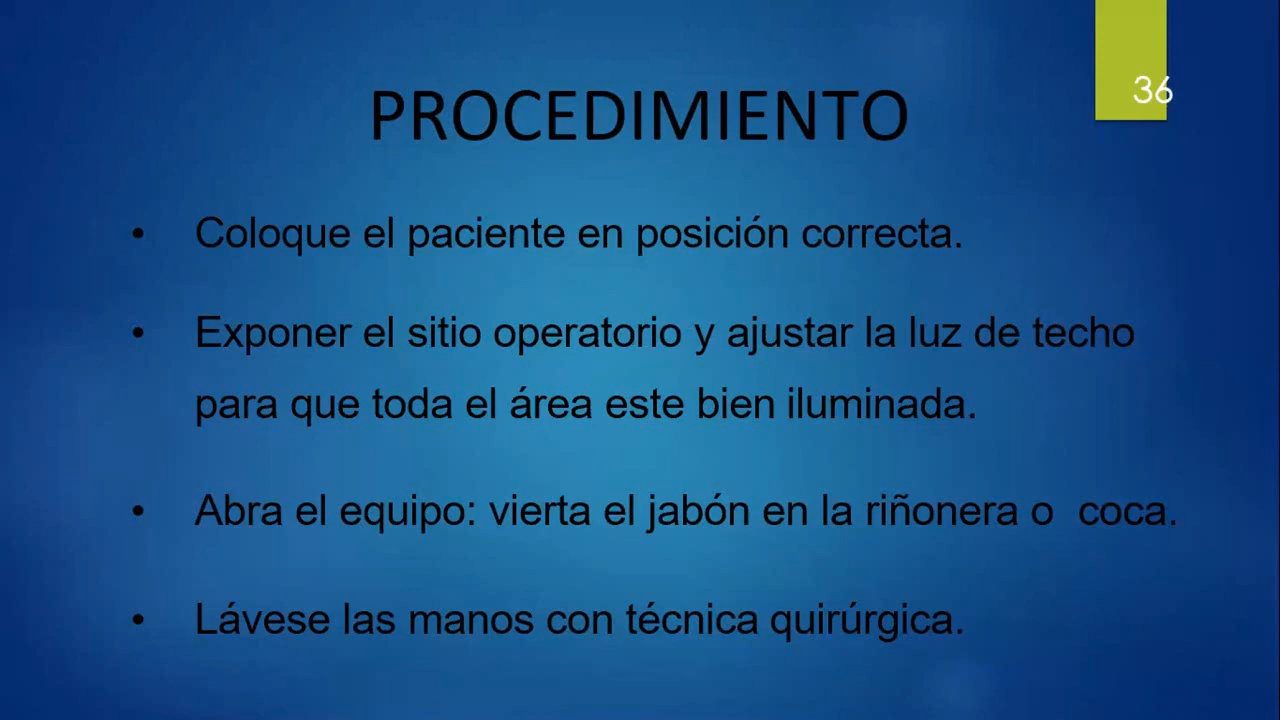 36
PROCEDIMIENTO
• Coloque el paciente en posición correcta.
• Exponer el sitio operatorio y ajustar la luz de techo
para que toda el área este bien iluminada.
• Abra el equipo: vierta el jabón en la riñonera o  coca.
• Lávese las manos con técnica quirúrgica.